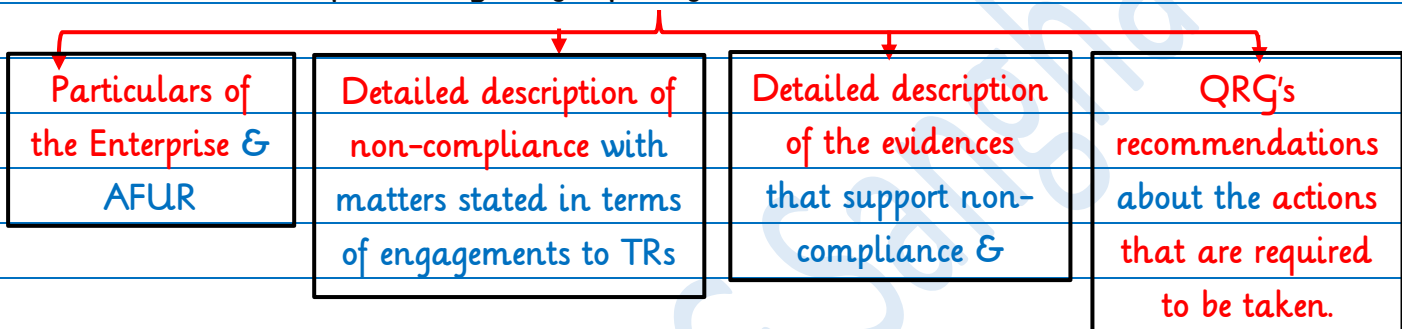 Particulars of
the Enterprise &
AFUR
Detailed description of
non-compliance with
matters stated in terms
of engagements to TRs
Detailed description
of the evidences
that support non-
compliance &
QRG's
recommendations
about the actions
that are required
to be taken.